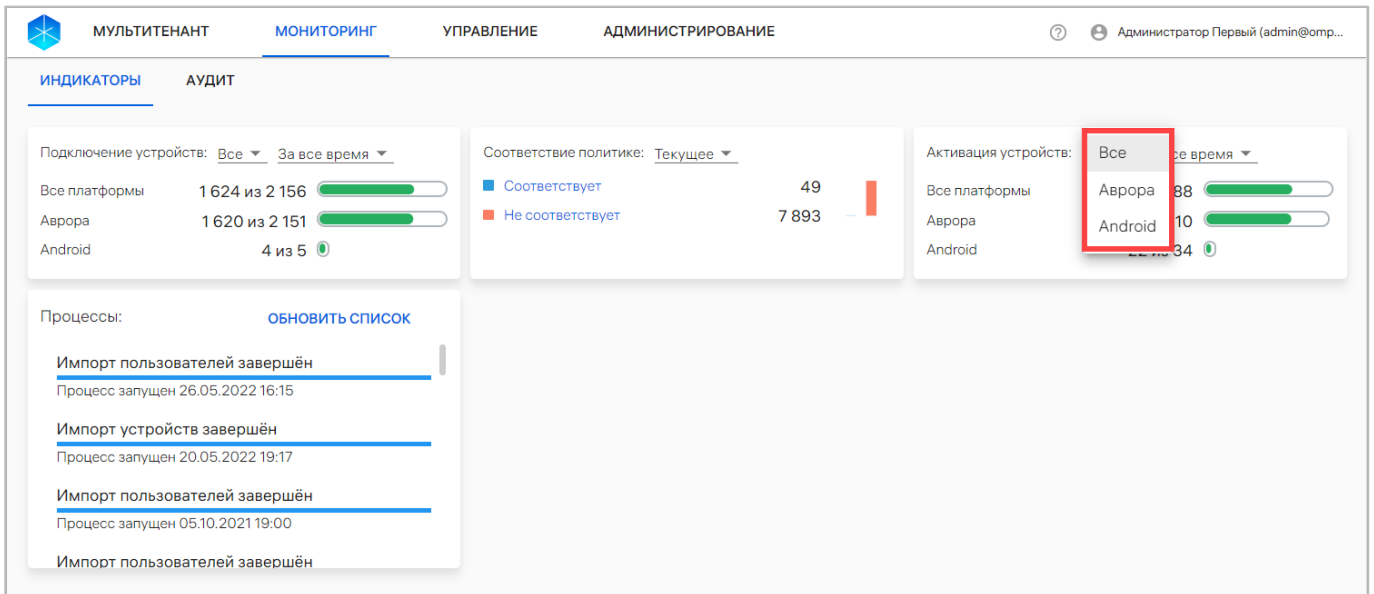 МУЛЬТИТЕНАНТ МОНИТОРИНГ УПРАВЛЕНИЕ АДМИНИСТРИРОВАНИЕ Администратор Первый (admin@omp...
ИНДИКАТОРЫ АУДИТ
Подключение устройств: Все За все время
Все платформы 1 624 из 2 156
Аврора 1 620 из 2 151
Android 4 из 5
Соответствие политике: Текущее
Соответствует 49
Не соответствует 7 893
Активация устройств: се время
Все платформы 88
Аврора 10
Android 22 из 34
Все
Аврора
Android
Процессы: ОБНОВИТЬ СПИСОК
Импорт пользователей завершён
Процесс запущен 26.05.2022 16:15
Импорт устройств завершён
Процесс запущен 20.05.2022 19:17
Импорт пользователей завершён
Процесс запущен 05.10.2021 19:00
Импорт пользователей завершён